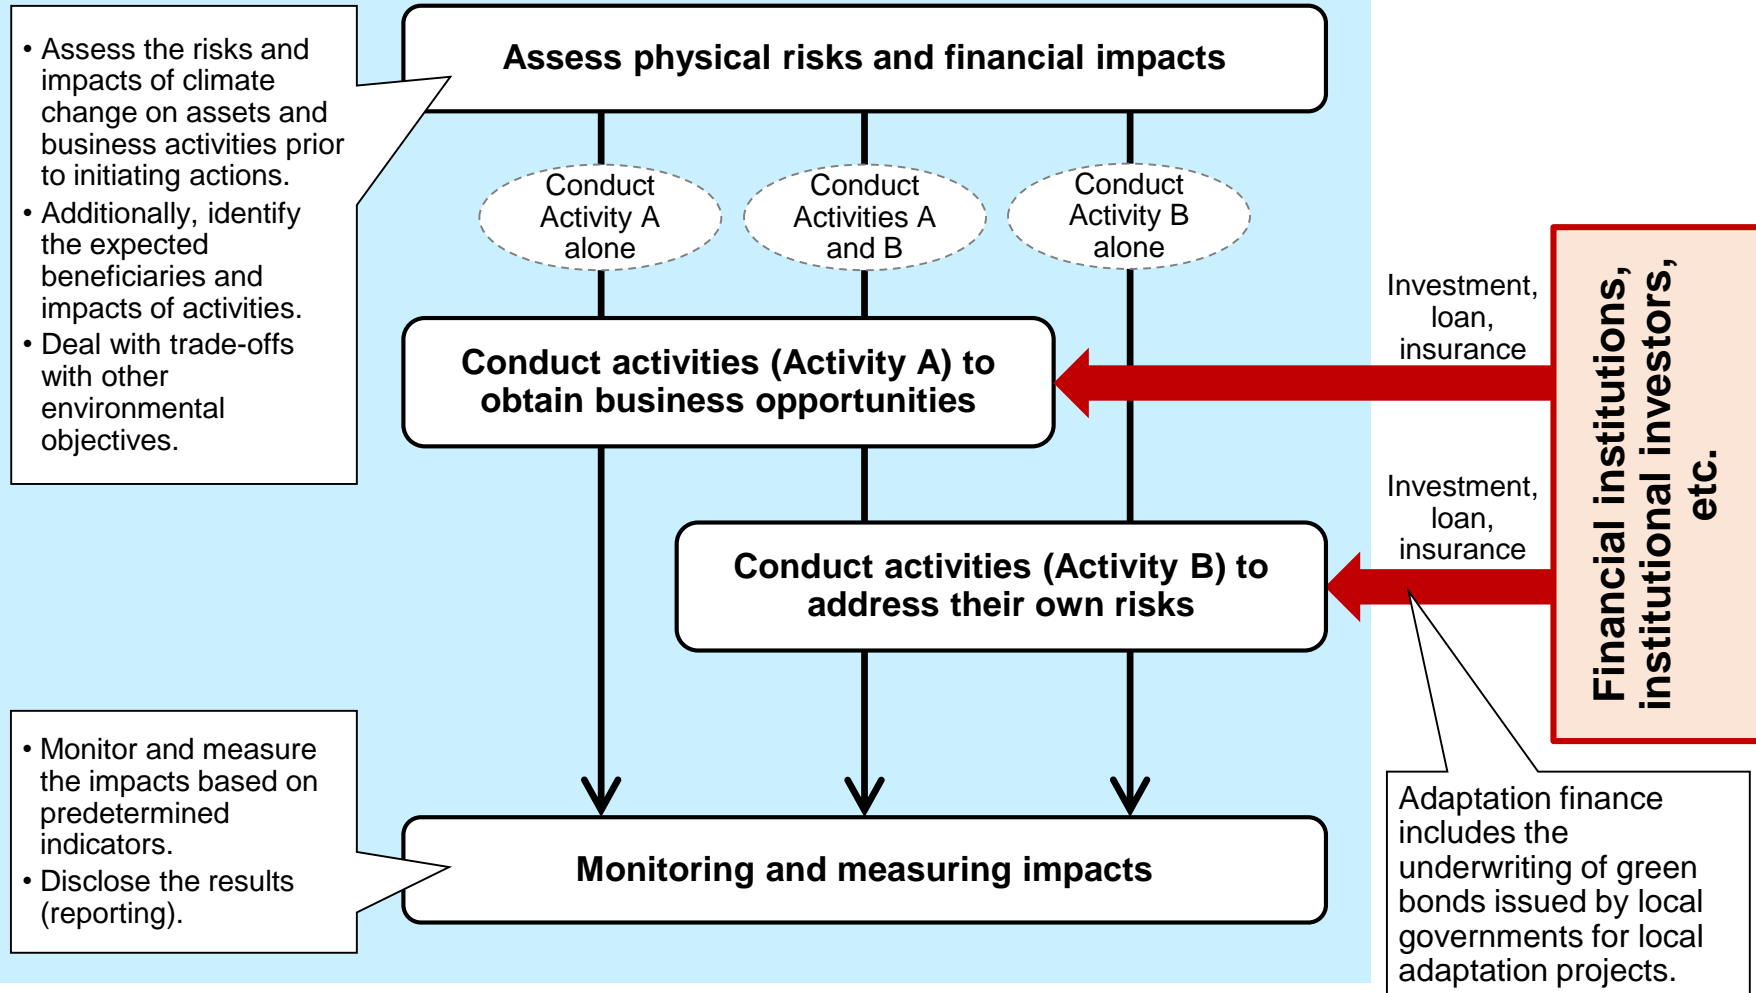 • Assess the risks and
impacts of climate
change on assets and
business activities prior
to initiating actions.
• Additionally, identify
the expected
beneficiaries and
impacts of activities.
• Deal with trade-offs
with other
environmental
objectives.
Assess physical risks and financial impacts
Conduct
Activity A
alone
Conduct
Activities A
and B
Conduct
Activity B
alone
Conduct activities (Activity A) to
obtain business opportunities
Investment,
loan,
insurance
Conduct activities (Activity B) to
address their own risks
Investment,
loan,
insurance
Financial institutions,
institutional investors,
etc.
• Monitor and measure
the impacts based on
predetermined
indicators.
• Disclose the results
(reporting).
Monitoring and measuring impacts
Adaptation finance
includes the
underwriting of green
bonds issued by local
governments for local
adaptation projects.